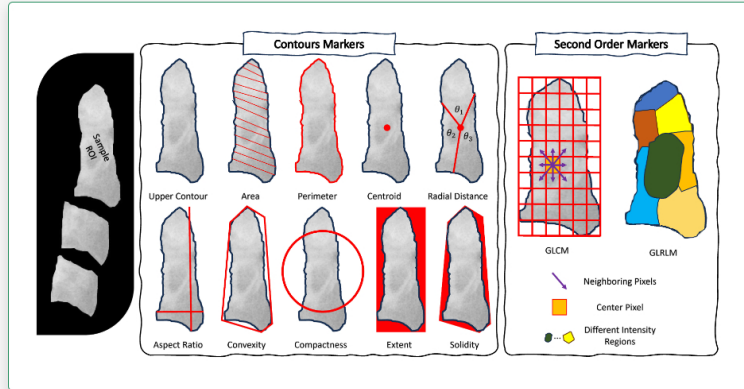 Contours Markers
Second Order Markers
Sample
ROI
θ1
θ2 θ3
Upper Contour Area Perimeter Centroid Radial Distance
GLCM GLRLM
Neighboring Pixels
Center Pixel
Different Intensity
Regions
Aspect Ratio Convexity Compactness Extent Solidity